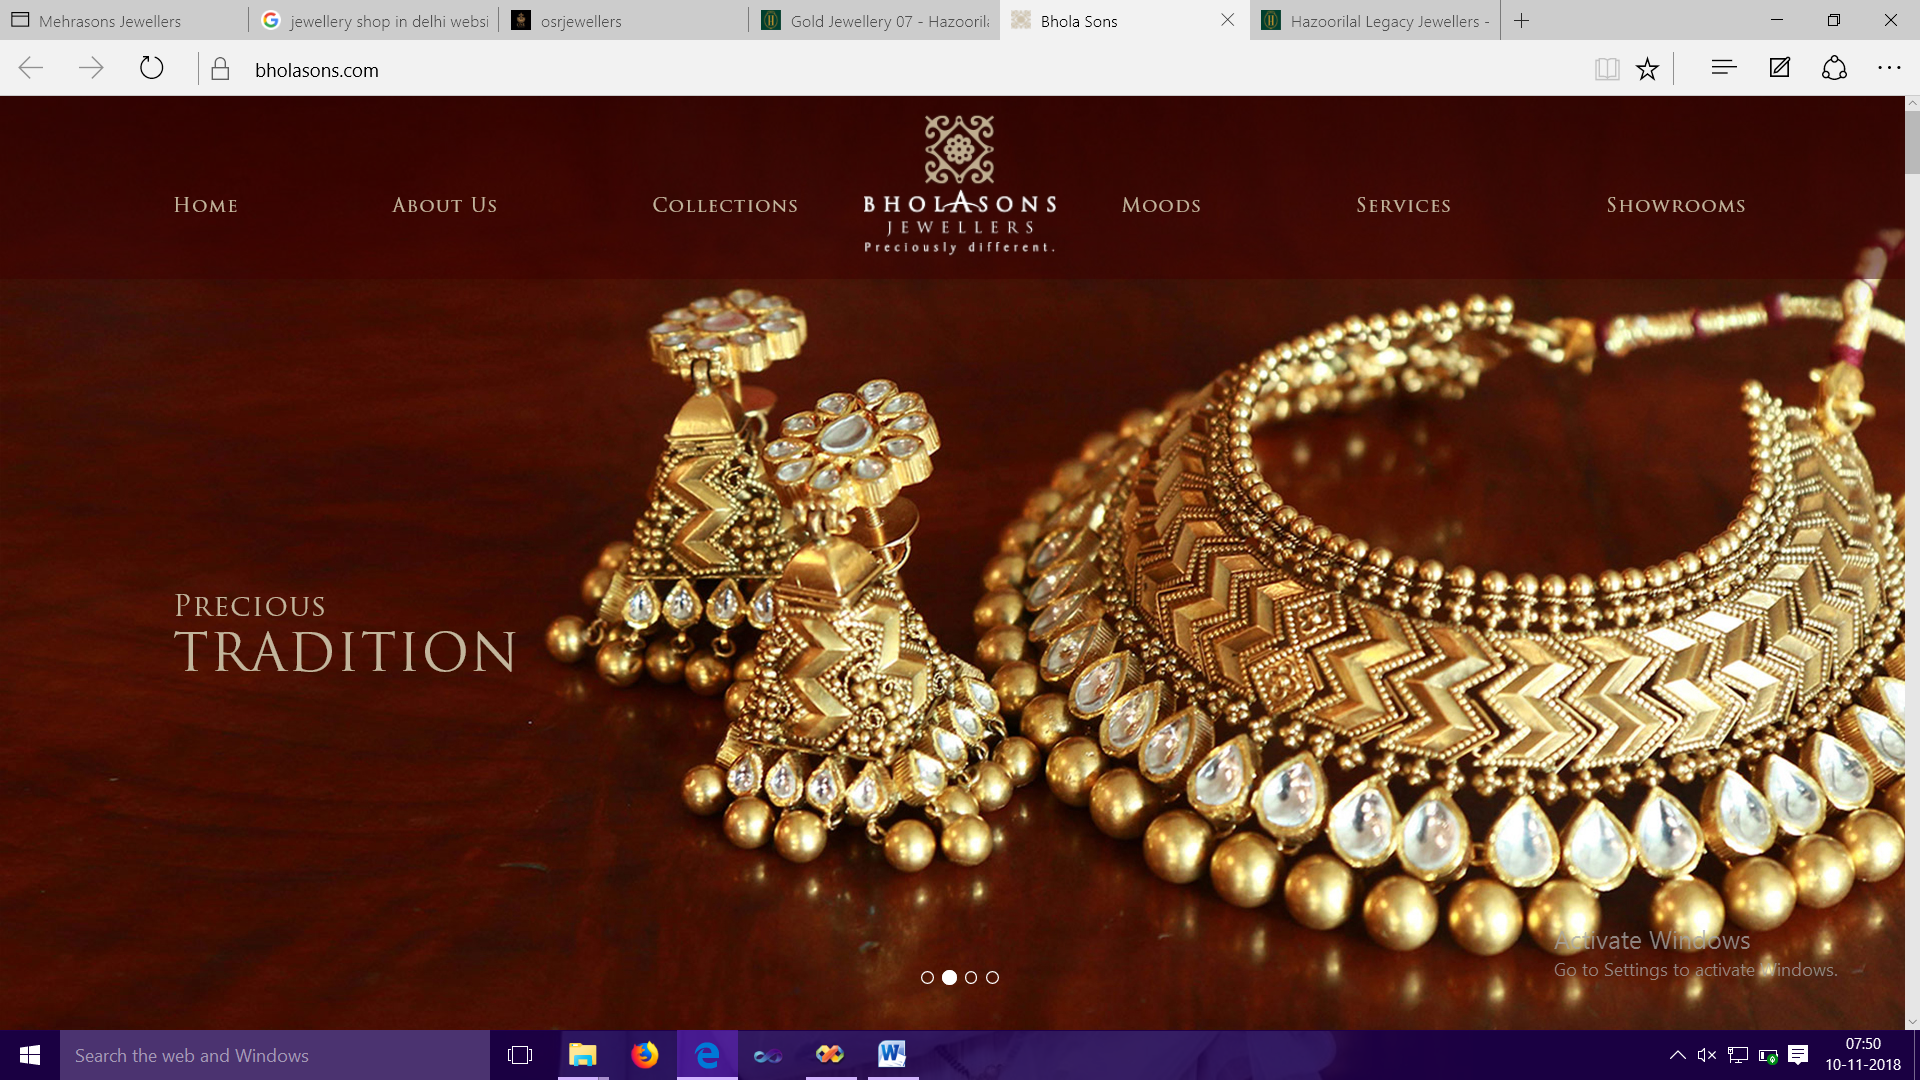 Mehrasons Jewellers
jewellery shop in delhi websi
osrjewellers
Gold Jewellery 07 - Hazoorila
Bhola Sons
Hazoorilal Legacy Jewellers -
bholasons.com
Home
About Us
Collections
BHOLASONS
JEWELLERS
Preciously different.
Moods
Services
Showrooms
Precious
TRADITION
Activate Windows
Go to Settings to activate Windows.
Search the web and Windows
07:50
10-11-2018